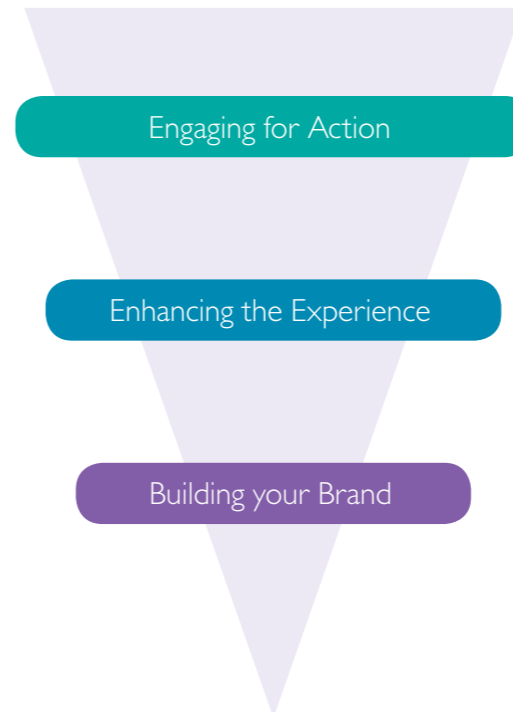 Engaging for Action
Enhancing the Experience
Building your Brand